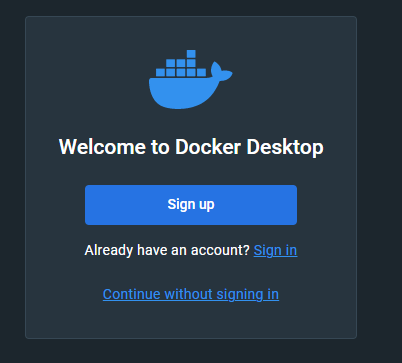 Welcome to Docker Desktop
Sign up
Already have an account? Sign in
Continue without signing in